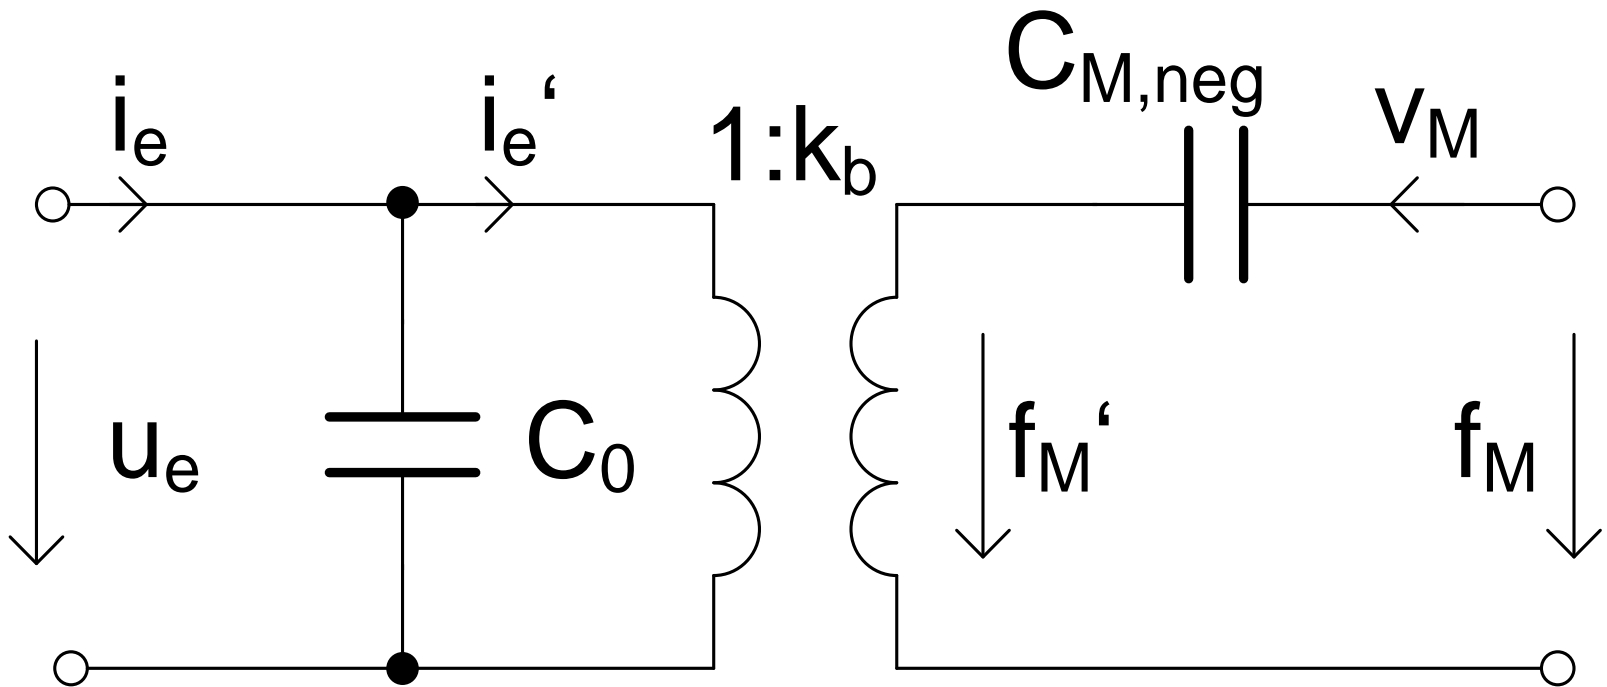 C_M,neg
i_e i_e‘ 1:k_b v_M
u_e C_0 f_M‘ f_M